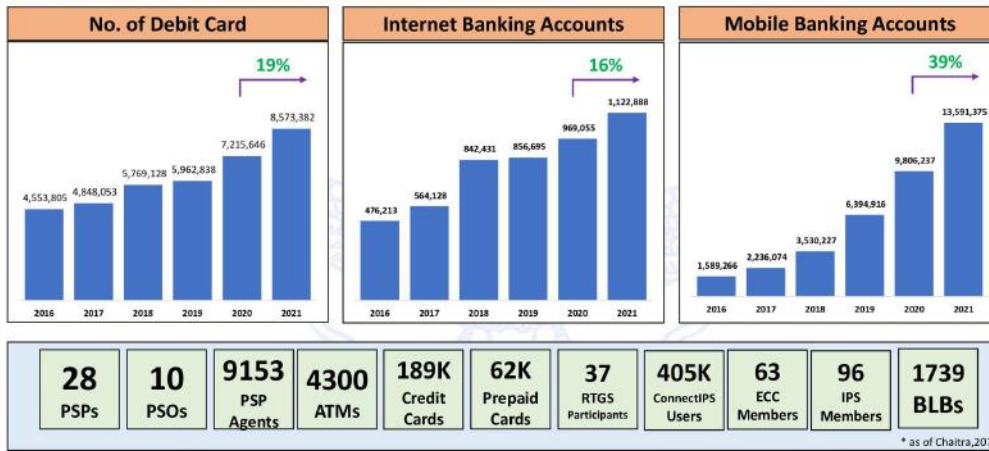 No. of Debit Card
19%
8,573,382
7,215,646
5,769,128
5,962,838
4,848,053
4,553,805
2016 2017 2018 2019 2020 2021
Internet Banking Accounts
16%
1,122,888
969,055
842,431
856,695
564,128
476,213
2016 2017 2018 2019 2020 2021
Mobile Banking Accounts
39%
13,591,375
9,806,237
6,394,916
3,530,227
2,236,074
1,589,266
2016 2017 2018 2019 2020 2021
28
PSPs
10
PSOs
9153
PSP
Agents
4300
ATMs
189K
Credit
Cards
62K
Prepaid
Cards
37
RTGS
Participants
405K
ConnectIPS
Users
63
ECC
Members
96
IPS
Members
1739
BLBs
* as of Chaitra,207